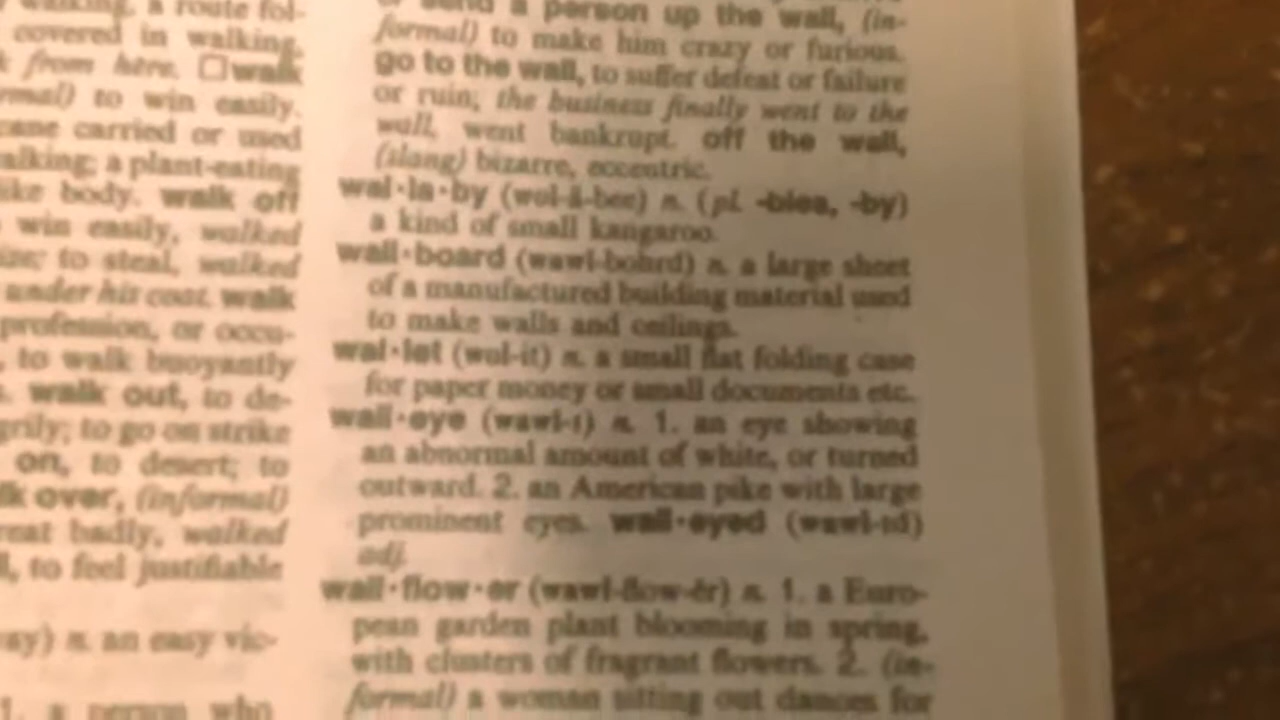 walking, a route fol-
covered in walking,
from here. □walk
to win easily.
cane carried or used
a plant-eating
like body. walk off
win easily, walked
to steal, walked
under his coat. walk
profession, or occu-
to walk buoyantly
walk out, to de-
to go on strike
on, to desert; to
over, (informal)
badly, walked
to feel justifiable
n. an easy vic-
1. a person who
send a person up the wall, (in-
formal) to make him crazy or furious.
go to the wall, to suffer defeat or failure
or ruin; the business finally went to the
wall, went bankrupt. off the wall,
(slang) bizarre, eccentric.
wal·la·by (wol-ă-bee) n. (pl. -bies, -by)
a kind of small kangaroo.
wall·board (wawl-bohrd) n. a large sheet
of a manufactured building material used
to make walls and ceilings.
wal·let (wol-it) n. a small flat folding case
for paper money or small documents etc.
wall·eye (wawl-ı) n. 1. an eye showing
an abnormal amount of white, or turned
outward. 2. an American pike with large
prominent eyes. wall·eyed (wawl-ıd)
adj.
wall·flow·er (wawl-flow-ĕr) n. 1. a Euro-
pean garden plant blooming in spring,
with clusters of fragrant flowers. 2. (in-
formal) a woman sitting out dances for